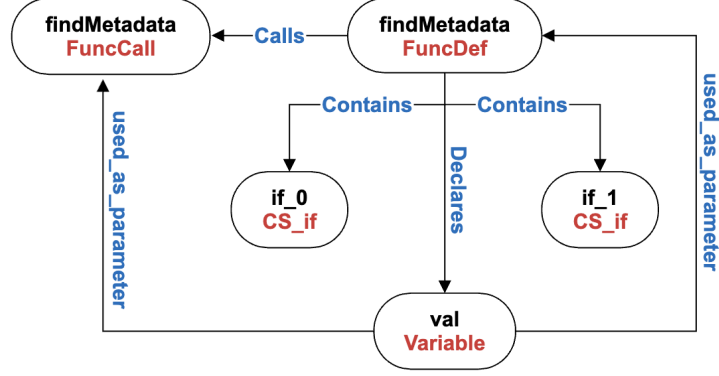 findMetadata
FuncCall
Calls
findMetadata
FuncDef
Contains
Contains
used_as_parameter
Declares
used_as_parameter
if_0
CS_if
if_1
CS_if
val
Variable